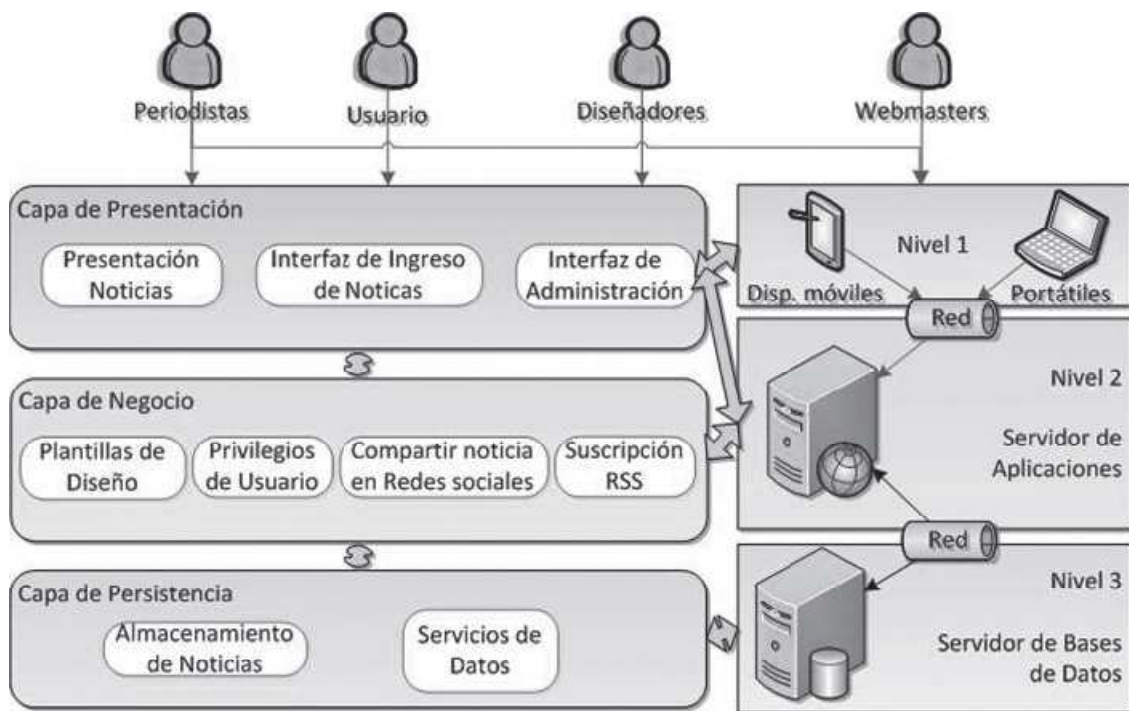 Periodistas
Usuario
Diseñadores
Webmasters
Capa de Presentación
Presentación
Noticias
Interfaz de Ingreso
de Noticas
Interfaz de
Administración
Nivel 1
Disp. móviles
Portátiles
Red
Capa de Negocio
Plantillas de
Diseño
Privilegios
de Usuario
Compartir noticia
en Redes sociales
Suscripción
RSS
Nivel 2
Servidor de
Aplicaciones
Red
Capa de Persistencia
Almacenamiento
de Noticias
Servicios de
Datos
Nivel 3
Servidor de Bases
de Datos